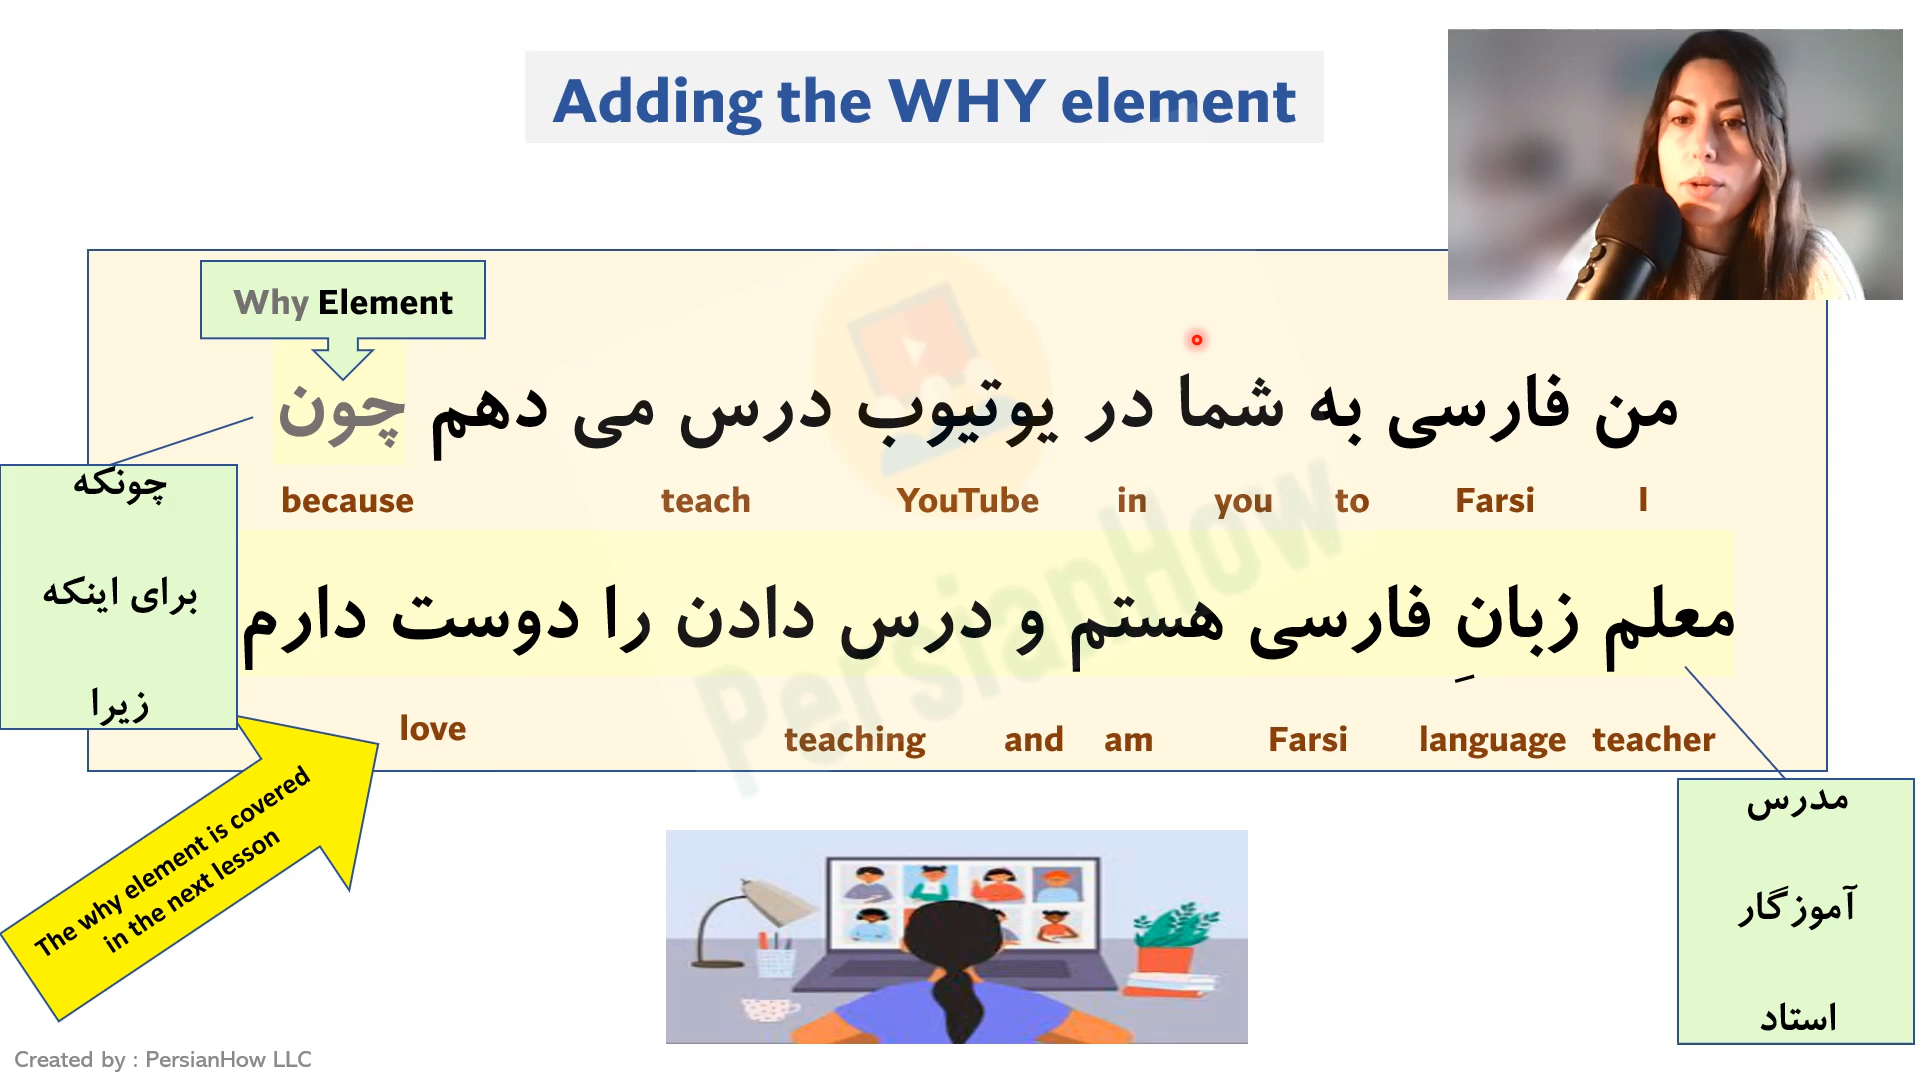 Adding the WHY element
Why Element
من فارسی به شما در یوتیوب درس می دهم چون
I Farsi to you in YouTube teach because
معلم زبانِ فارسی هستم و درس دادن را دوست دارم
teacher language Farsi am and teaching love
چونکه
برای اینکه
زیرا
The why element is covered
in the next lesson
مدرس
آموزگار
استاد
PersianHow
Created by : PersianHow LLC